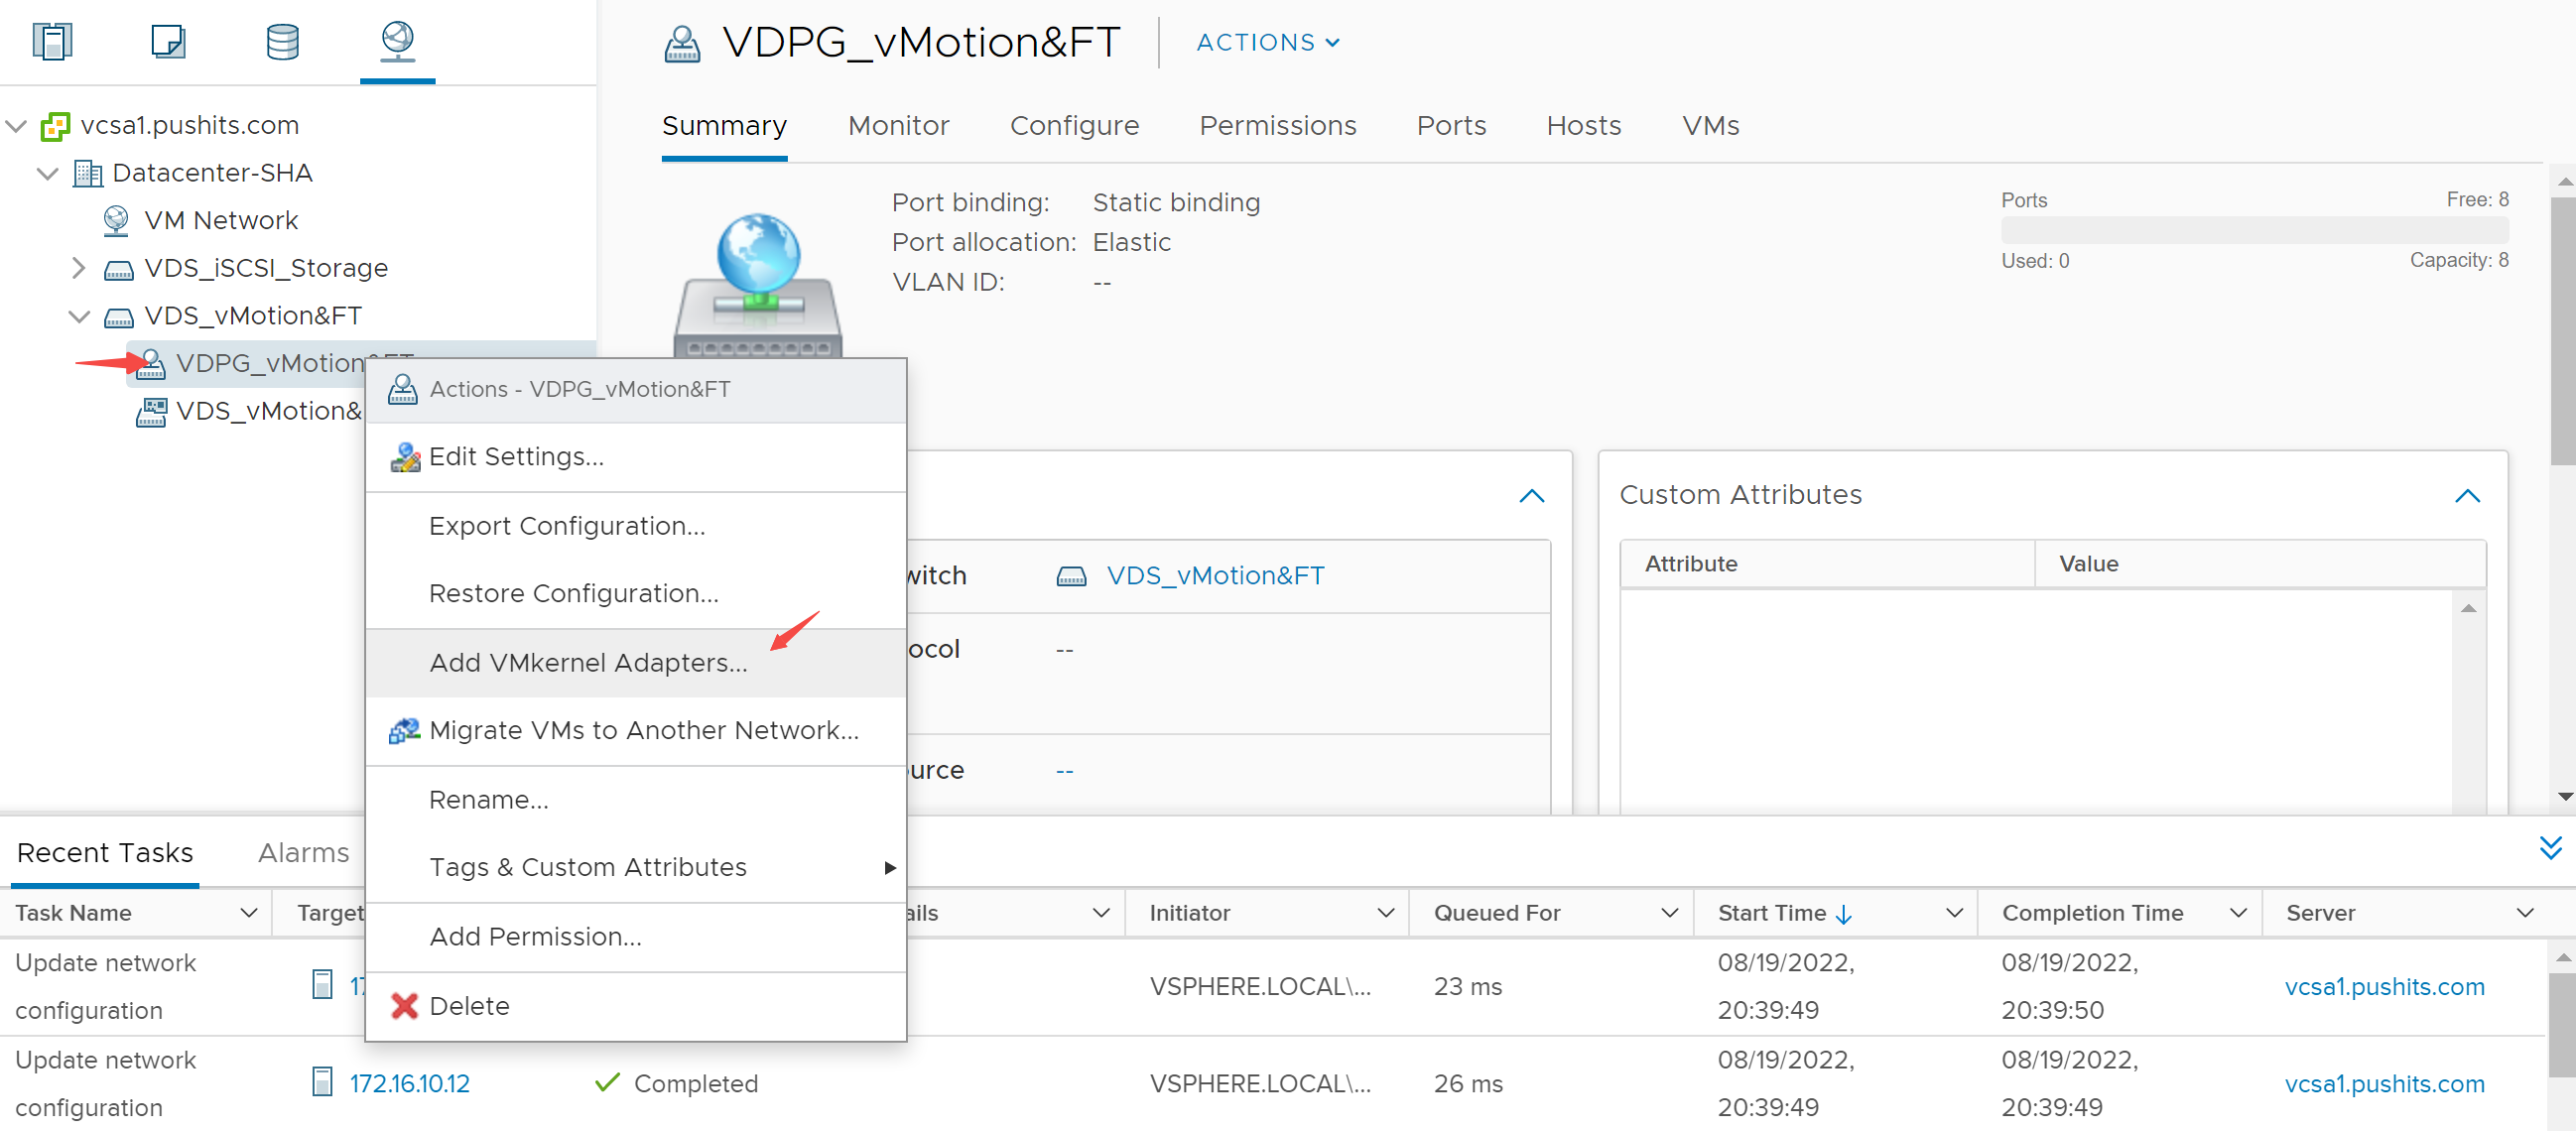 VDPG_vMotion&FT
ACTIONS
vcsa1.pushits.com
Datacenter-SHA
VM Network
VDS_iSCSI_Storage
VDS_vMotion&FT
VDPG_vMotion&FT
VDS_vMotion&
Summary Monitor Configure Permissions Ports Hosts VMs
Port binding: Static binding
Port allocation: Elastic
VLAN ID: --
Ports Free: 8
Used: 0 Capacity: 8
Actions - VDPG_vMotion&FT
Edit Settings...
Export Configuration...
Restore Configuration...
Add VMkernel Adapters...
Migrate VMs to Another Network...
Rename...
Tags & Custom Attributes
Add Permission...
Delete
witch VDS_vMotion&FT
ocol --
urce --
Custom Attributes
Attribute Value
Recent Tasks Alarms
Task Name Target ails Initiator Queued For Start Time Completion Time Server
Update network configuration 17 VSPHERE.LOCAL\... 23 ms 08/19/2022, 20:39:49 08/19/2022, 20:39:50 vcsa1.pushits.com
Update network configuration 172.16.10.12 Completed VSPHERE.LOCAL\... 26 ms 08/19/2022, 20:39:49 08/19/2022, 20:39:49 vcsa1.pushits.com